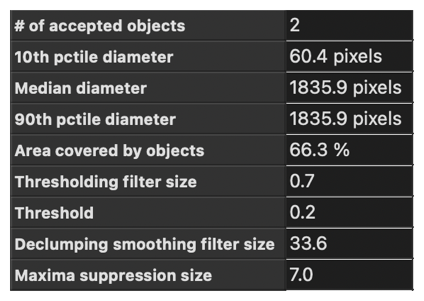 # of accepted objects 2
10th pctile diameter 60.4 pixels
Median diameter 1835.9 pixels
90th pctile diameter 1835.9 pixels
Area covered by objects 66.3 %
Thresholding filter size 0.7
Threshold 0.2
Declumping smoothing filter size 33.6
Maxima suppression size 7.0